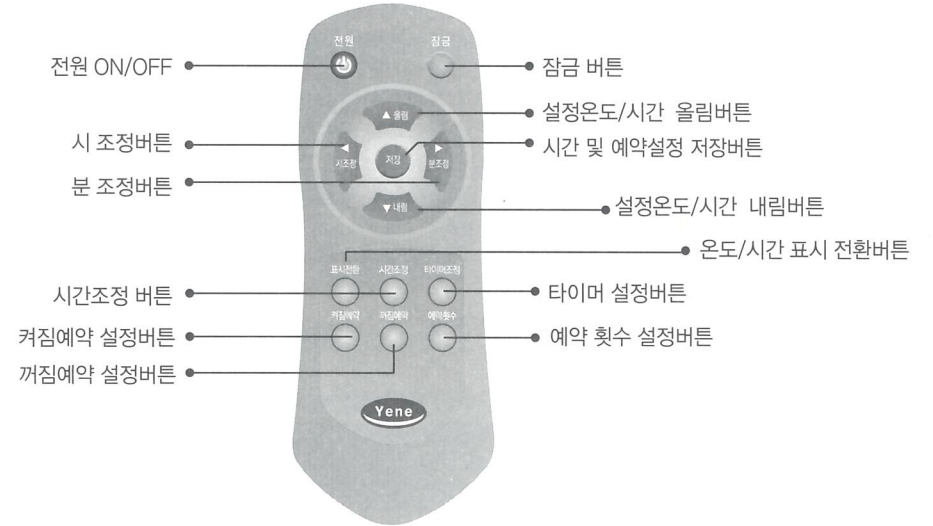 전원
잠금
전원 ON/OFF
잠금 버튼
▲ 올림
설정온도/시간 올림버튼
시 조정버튼
◀
▶
시조정
저장
분조정
시간 및 예약설정 저장버튼
분 조정버튼
▼ 내림
설정온도/시간 내림버튼
온도/시간 표시 전환버튼
표시전환
시간조정
타이머조정
시간조정 버튼
타이머 설정버튼
켜짐예약
꺼짐예약
예약횟수
켜짐예약 설정버튼
예약 횟수 설정버튼
꺼짐예약 설정버튼
Yene